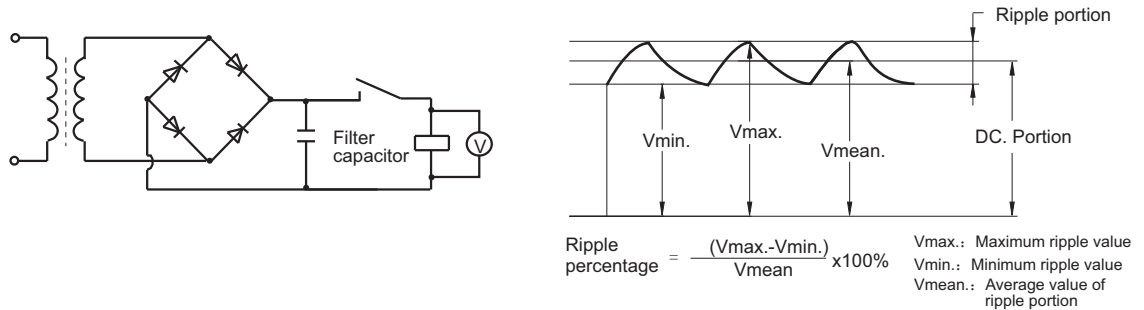 Filter
capacitor
V
Ripple portion
Vmin.
Vmax.
Vmean.
DC. Portion
Ripple
percentage = (Vmax.-Vmin.) x100%
Vmean
Vmax.: Maximum ripple value
Vmin.: Minimum ripple value
Vmean.: Average value of
ripple portion